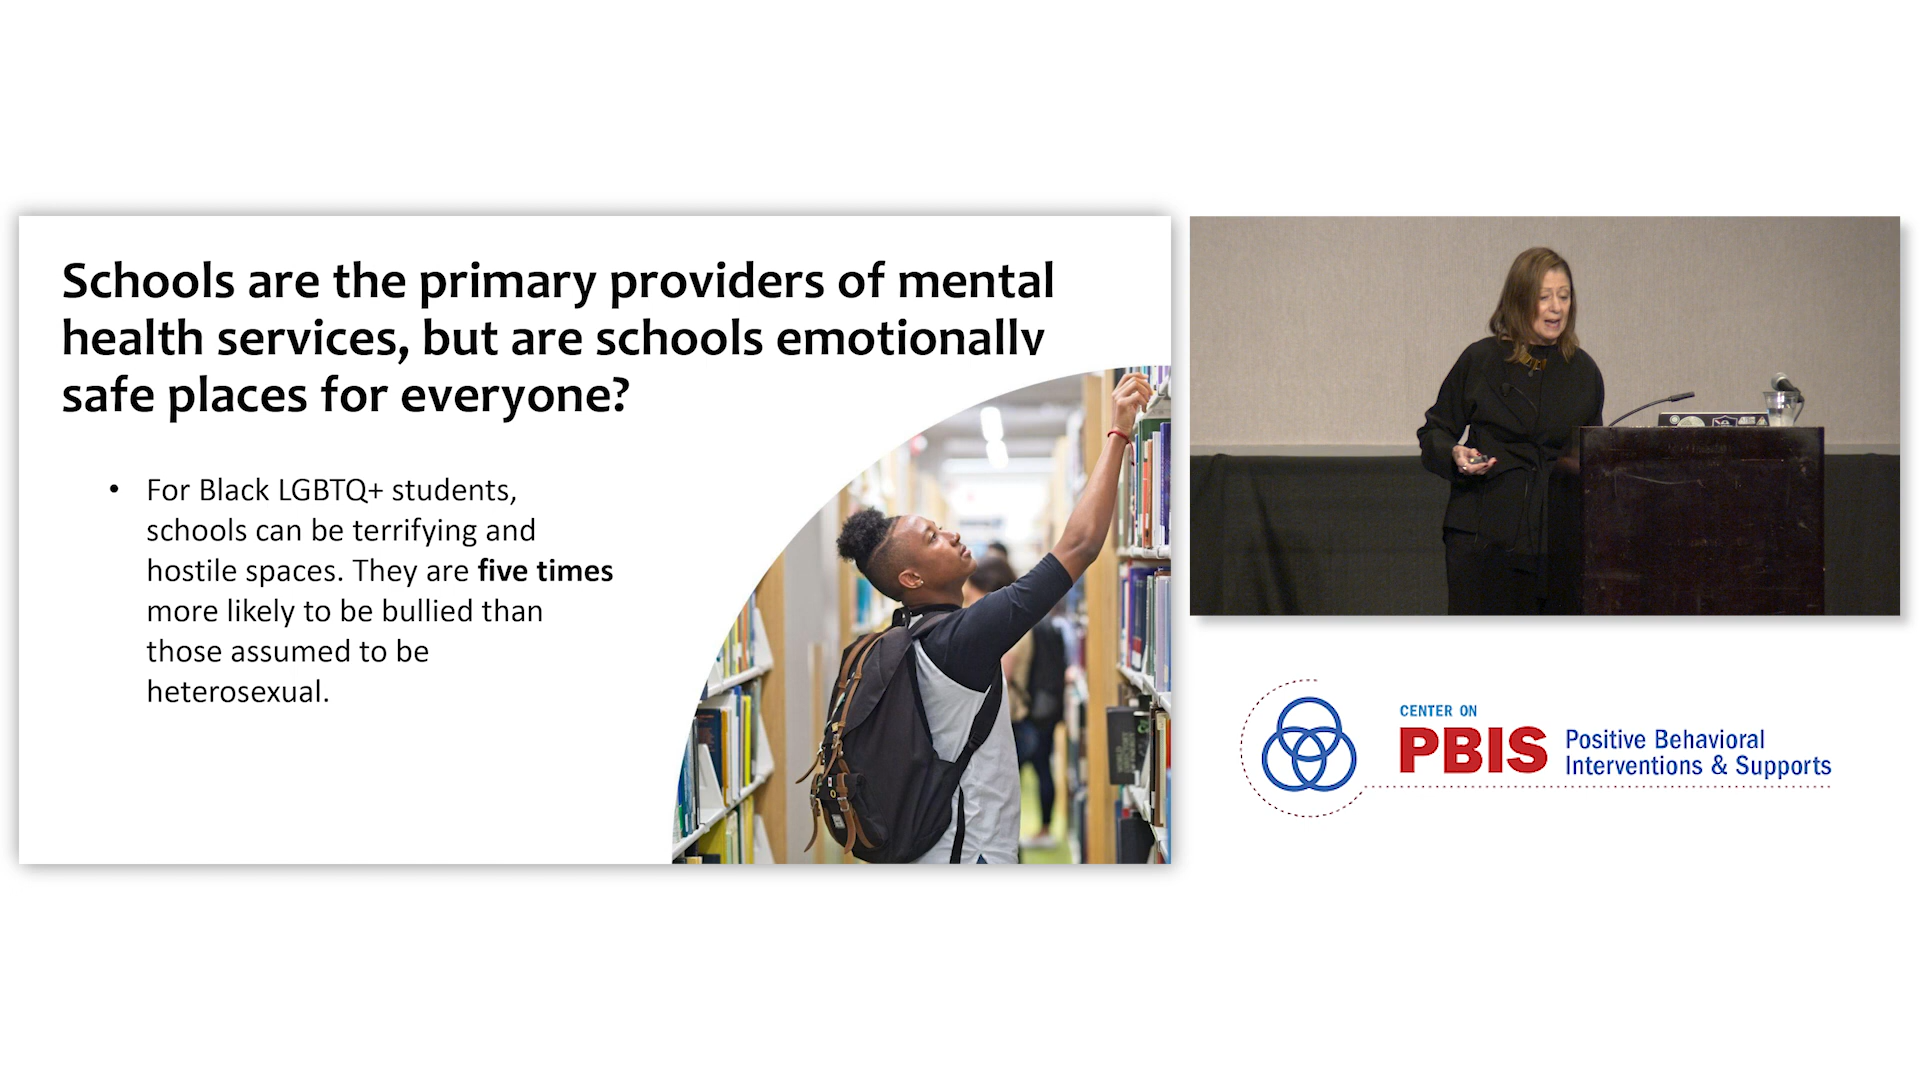 Schools are the primary providers of mental
health services, but are schools emotionally
safe places for everyone?
• For Black LGBTQ+ students,
schools can be terrifying and
hostile spaces. They are five times
more likely to be bullied than
those assumed to be
heterosexual.
CENTER ON
PBIS
Positive Behavioral
Interventions & Supports